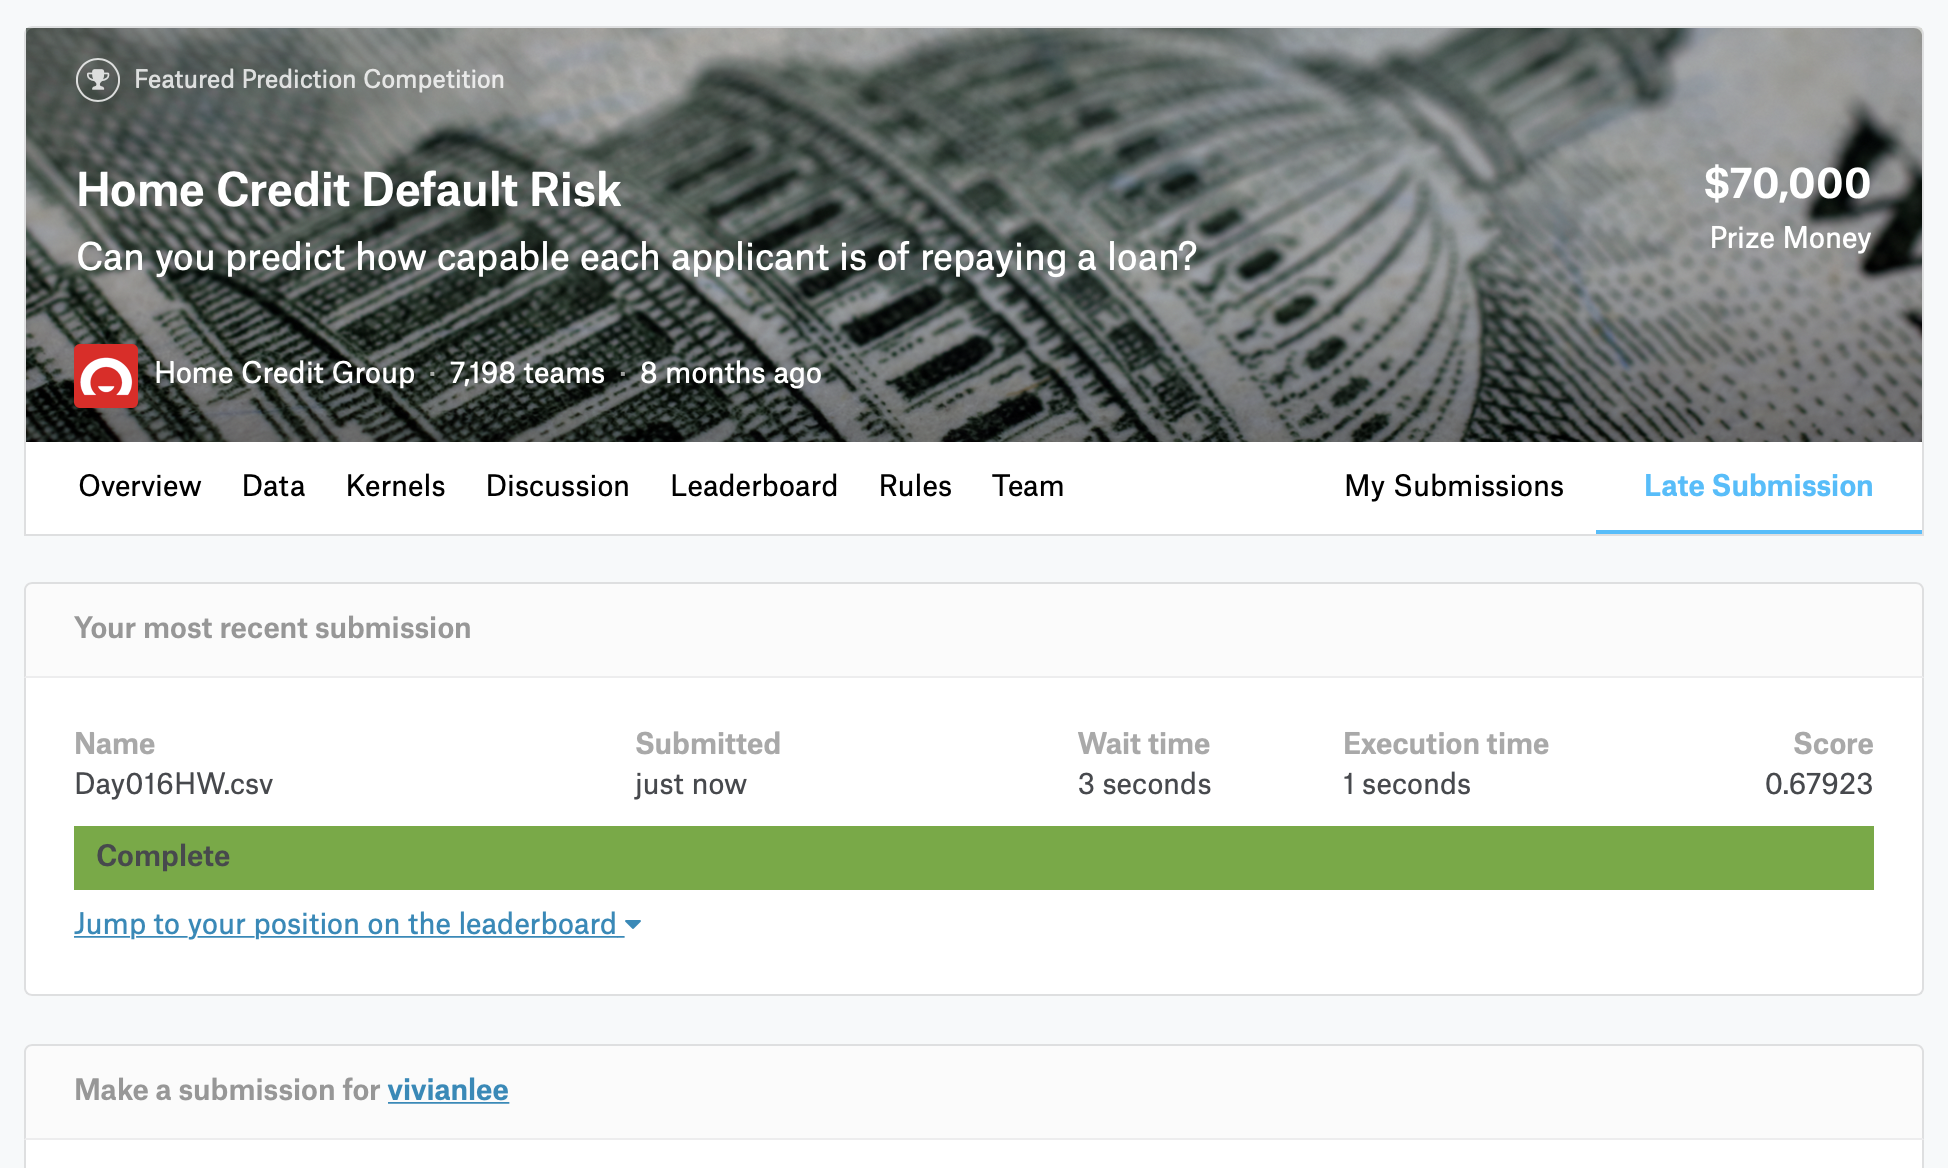 Featured Prediction Competition
Home Credit Default Risk
Can you predict how capable each applicant is of repaying a loan?
$70,000
Prize Money
Home Credit Group · 7,198 teams · 8 months ago
Overview Data Kernels Discussion Leaderboard Rules Team My Submissions Late Submission
Your most recent submission
Name Submitted Wait time Execution time Score
Day016HW.csv just now 3 seconds 1 seconds 0.67923
Complete
Jump to your position on the leaderboard
Make a submission for vivianlee